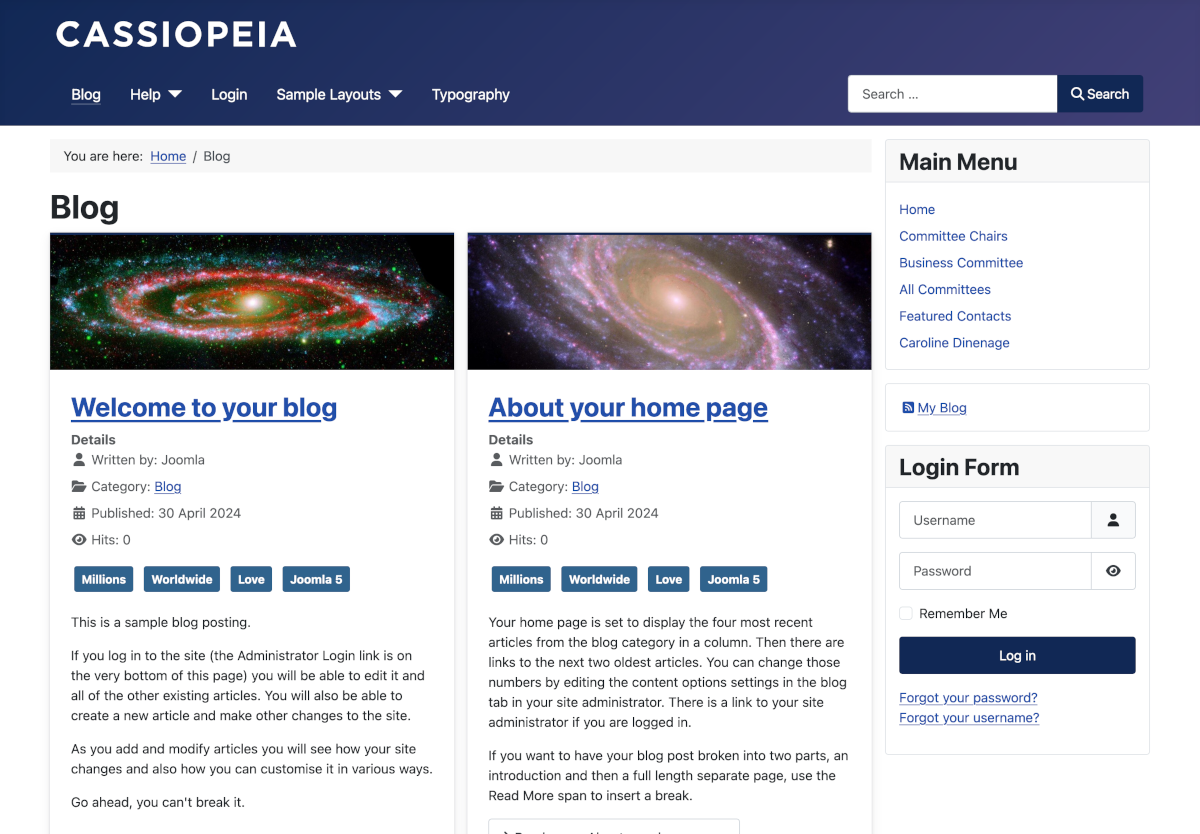 CASSIOPEIA
Blog Help Login Sample Layouts Typography
Search ... Search
You are here: Home / Blog
Blog
Welcome to your blog
Details
Written by: Joomla
Category: Blog
Published: 30 April 2024
Hits: 0
Millions Worldwide Love Joomla 5
This is a sample blog posting.
If you log in to the site (the Administrator Login link is on
the very bottom of this page) you will be able to edit it and
all of the other existing articles. You will also be able to
create a new article and make other changes to the site.
As you add and modify articles you will see how your site
changes and also how you can customise it in various ways.
Go ahead, you can't break it.
About your home page
Details
Written by: Joomla
Category: Blog
Published: 30 April 2024
Hits: 0
Millions Worldwide Love Joomla 5
Your home page is set to display the four most recent
articles from the blog category in a column. Then there are
links to the next two oldest articles. You can change those
numbers by editing the content options settings in the blog
tab in your site administrator. There is a link to your site
administrator if you are logged in.
If you want to have your blog post broken into two parts, an
introduction and then a full length separate page, use the
Read More span to insert a break.
Main Menu
Home
Committee Chairs
Business Committee
All Committees
Featured Contacts
Caroline Dinenage
My Blog
Login Form
Username
Password
Remember Me
Log in
Forgot your password?
Forgot your username?